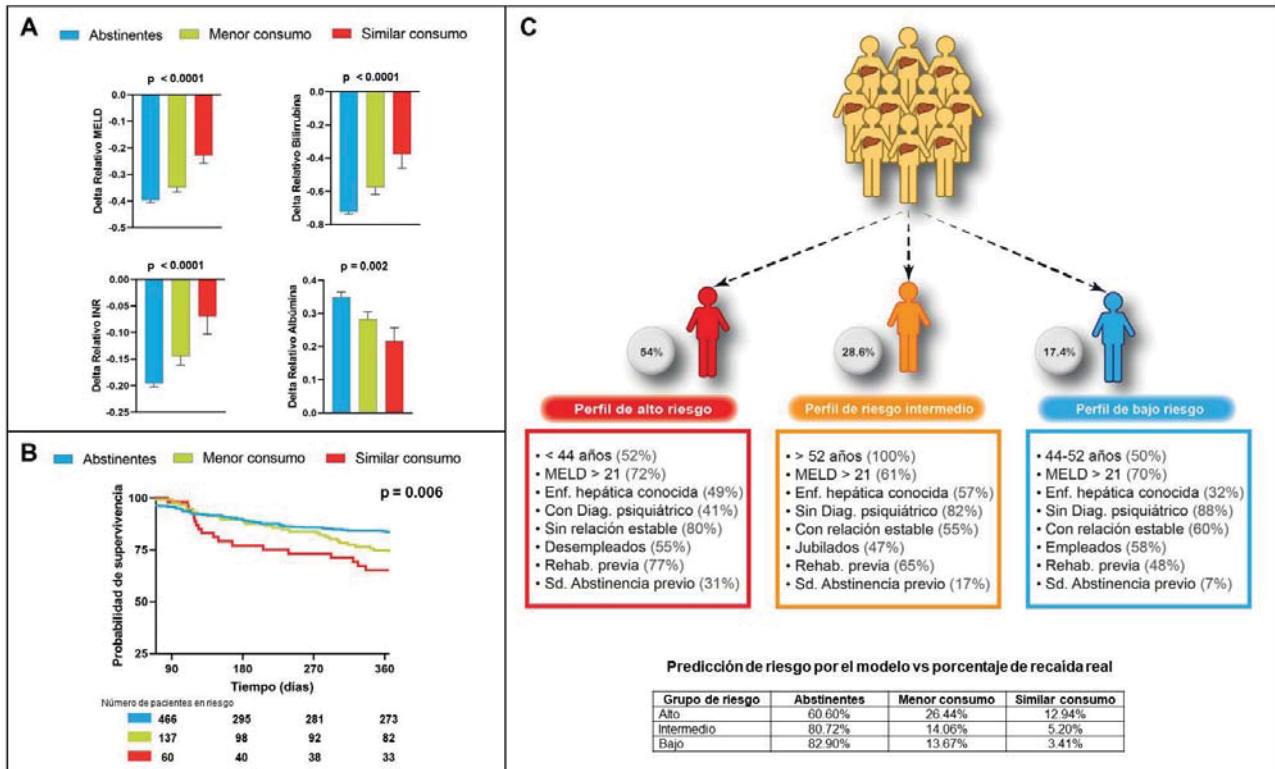 A
Abstinentes Menor consumo Similar consumo
p < 0.0001
Delta Relativo MELD
0.0
-0.1
-0.2
-0.3
-0.4
-0.5
p < 0.0001
Delta Relativo Bilirrubina
0.0
-0.2
-0.4
-0.6
-0.8
p < 0.0001
Delta Relativo INR
0.00
-0.05
-0.10
-0.15
-0.20
-0.25
p = 0.002
Delta Relativo Albúmina
0.4
0.3
0.2
0.1
0.0
B
Abstinentes Menor consumo Similar consumo
p = 0.006
Probabilidad de supervivencia
100
75
50
25
90 180 270 360
Tiempo (días)
Número de pacientes en riesgo
466 295 281 273
137 98 92 82
60 40 38 33
C
54%
28.6%
17.4%
Perfil de alto riesgo
• < 44 años (52%)
• MELD > 21 (72%)
• Enf. hepática conocida (49%)
• Con Diag. psiquiátrico (41%)
• Sin relación estable (80%)
• Desempleados (55%)
• Rehab. previa (77%)
• Sd. Abstinencia previo (31%)
Perfil de riesgo intermedio
• > 52 años (100%)
• MELD > 21 (61%)
• Enf. hepática conocida (57%)
• Sin Diag. psiquiátrico (82%)
• Con relación estable (55%)
• Jubilados (47%)
• Rehab. previa (65%)
• Sd. Abstinencia previo (17%)
Perfil de bajo riesgo
• 44-52 años (50%)
• MELD > 21 (70%)
• Enf. hepática conocida (32%)
• Sin Diag. psiquiátrico (88%)
• Con relación estable (60%)
• Empleados (58%)
• Rehab. previa (48%)
• Sd. Abstinencia previo (7%)
Predicción de riesgo por el modelo vs porcentaje de recaída real
Grupo de riesgo Abstinentes Menor consumo Similar consumo
Alto 60.60% 26.44% 12.94%
Intermedio 80.72% 14.06% 5.20%
Bajo 82.90% 13.67% 3.41%